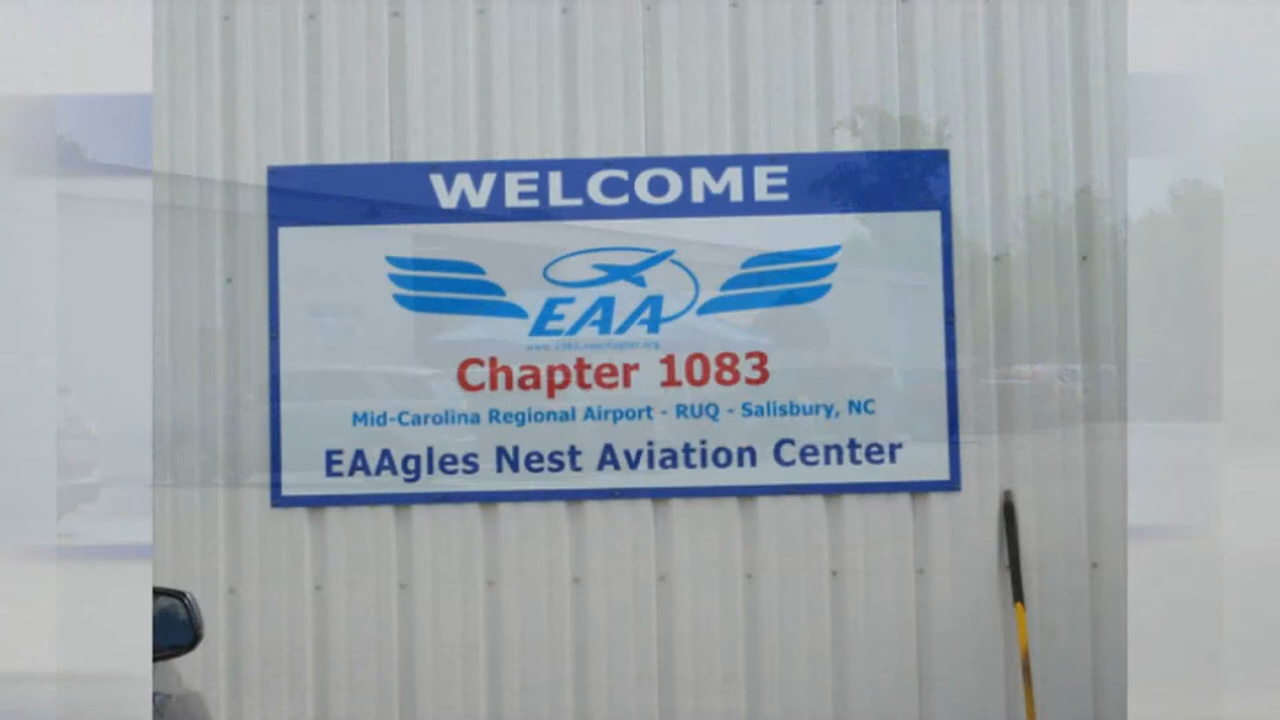 WELCOME
EAA
Chapter 1083
Mid-Carolina Regional Airport - RUQ - Salisbury, NC
EAAgles Nest Aviation Center